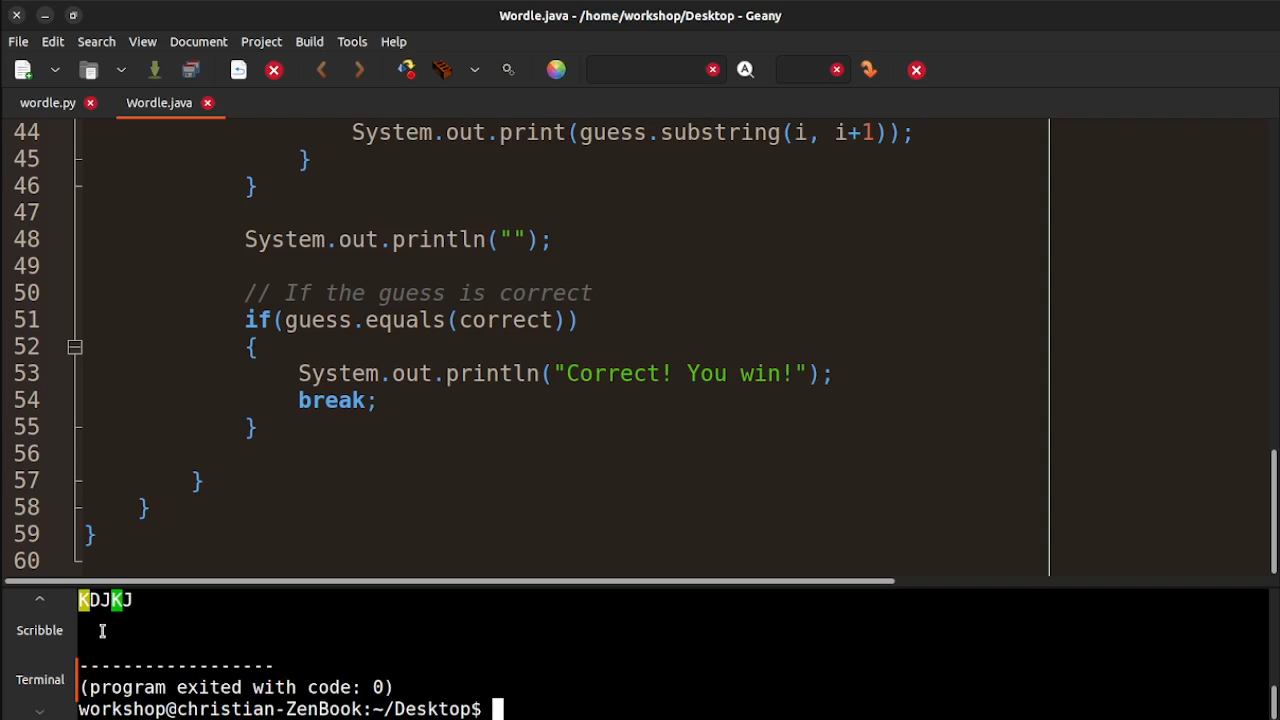 Wordle.java - /home/workshop/Desktop - Geany
File Edit Search View Document Project Build Tools Help
wordle.py Wordle.java
44 System.out.print(guess.substring(i, i+1));
45 }
46 }
47
48 System.out.println("");
49
50 // If the guess is correct
51 if(guess.equals(correct))
52 {
53 System.out.println("Correct! You win!");
54 break;
55 }
56
57 }
58 }
59 }
60
KDJKJ
Scribble
------------------
Terminal
(program exited with code: 0)
workshop@christian-ZenBook:~/Desktop$